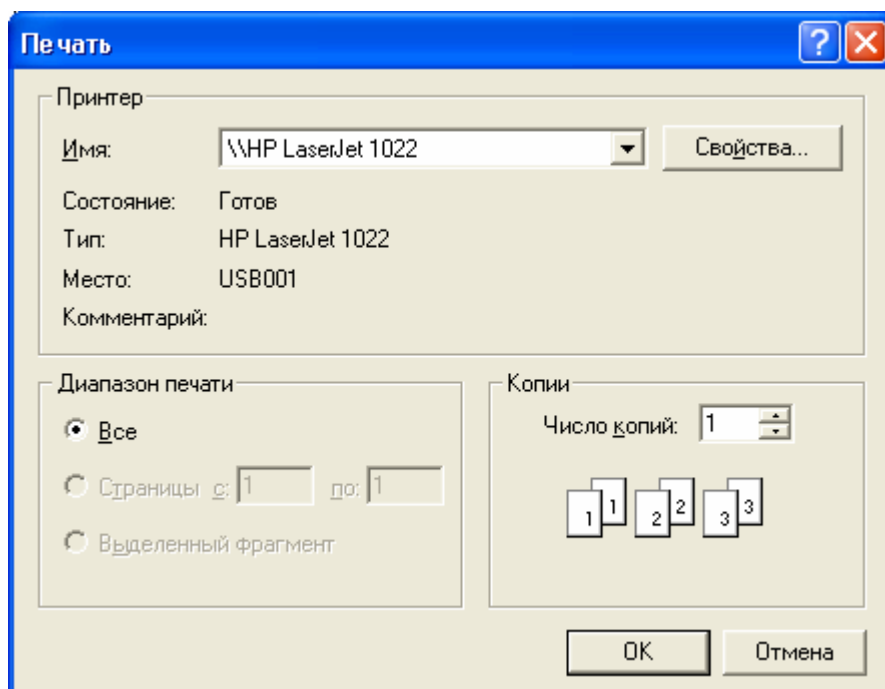 Печать
Принтер
Имя: \\HP LaserJet 1022 Свойства...
Состояние: Готов
Тип: HP LaserJet 1022
Место: USB001
Комментарий:
Диапазон печати
Все
Страницы с: 1 по: 1
Выделенный фрагмент
Копии
Число копий: 1
1 1 2 2 3 3
OK Отмена